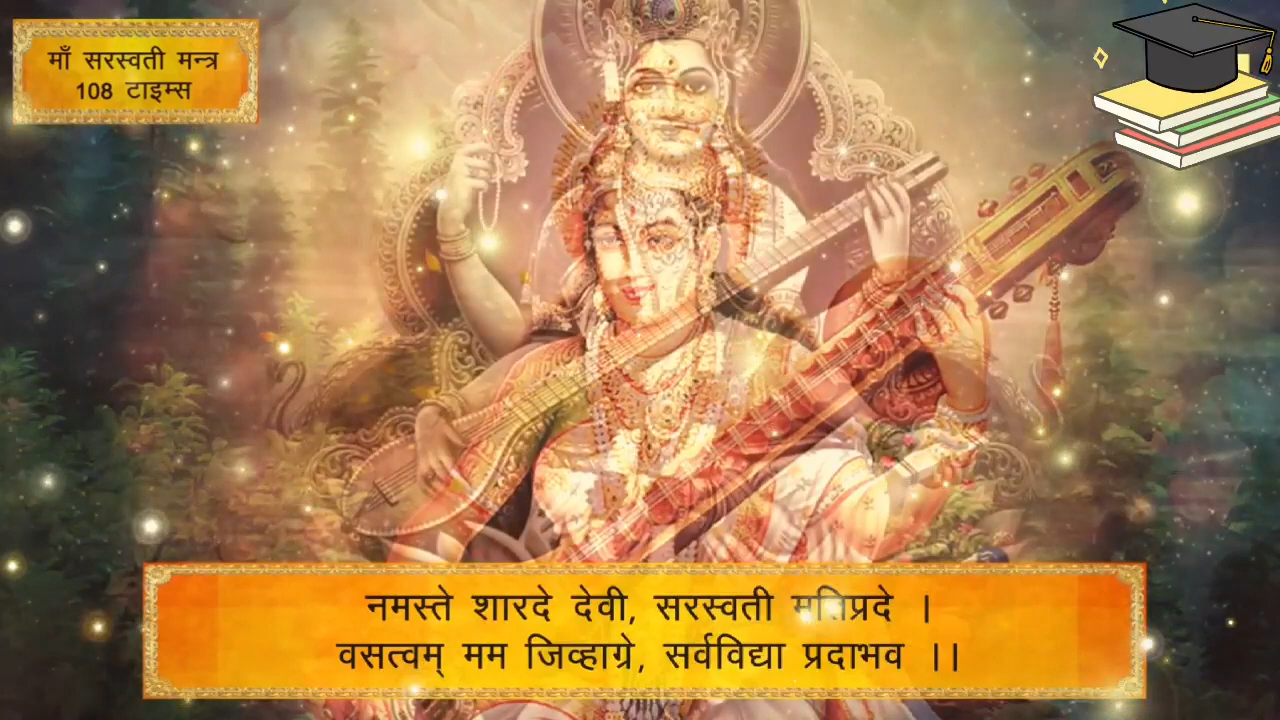 माँ सरस्वती मन्त्र
108 टाइम्स
नमस्ते शारदे देवी, सरस्वती मतिप्रदे ।
वसत्वम् मम जिव्हाग्रे, सर्वविद्या प्रदाभव ।।